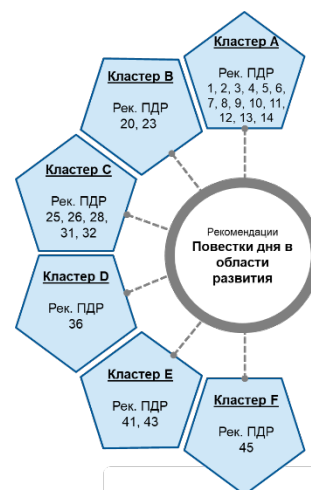 Кластер A
Рек. ПДР
1, 2, 3, 4, 5, 6,
7, 8, 9, 10, 11,
12, 13, 14
Кластер B
Рек. ПДР
20, 23
Кластер C
Рек. ПДР
25, 26, 28,
31, 32
Рекомендации
Повестки дня в
области
развития
Кластер D
Рек. ПДР
36
Кластер E
Рек. ПДР
41, 43
Кластер F
Рек. ПДР
45